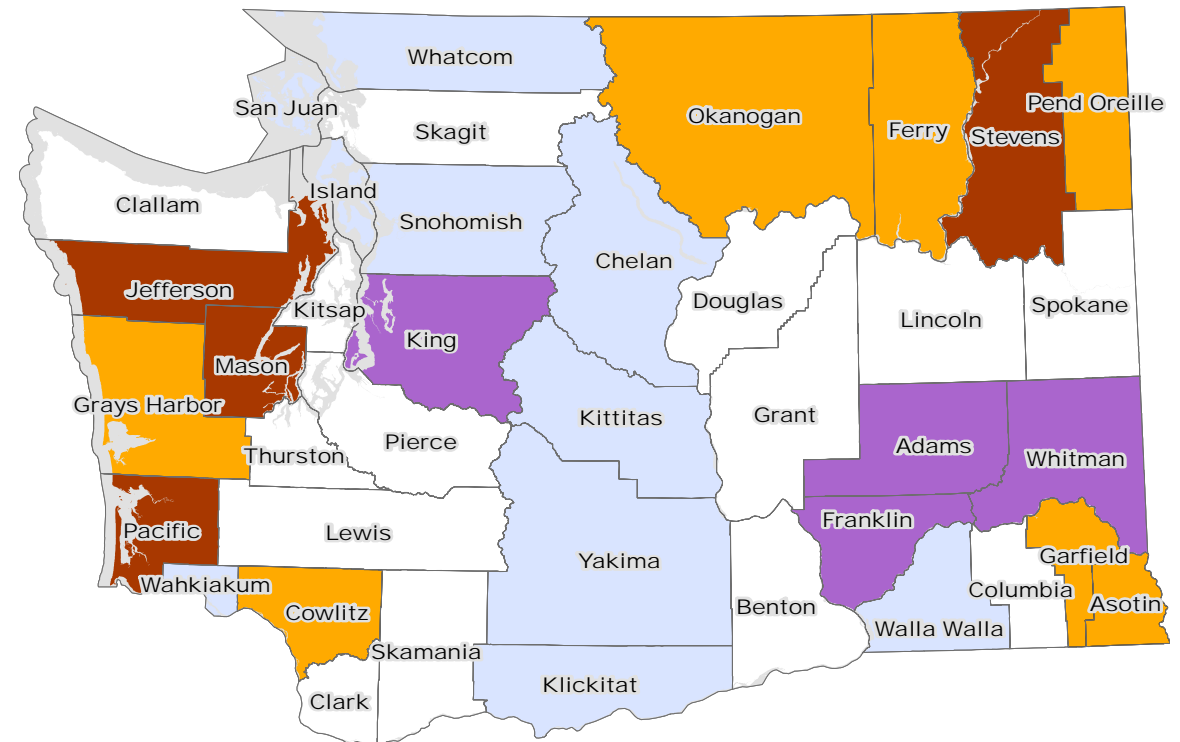 Whatcom
San Juan
Skagit
Okanogan
Ferry
Stevens
Pend Oreille
Clallam
Island
Snohomish
Chelan
Jefferson
Kitsap
King
Douglas
Lincoln
Spokane
Mason
Grays Harbor
Kittitas
Grant
Thurston
Pierce
Adams
Whitman
Pacific
Lewis
Franklin
Yakima
Garfield
Wahkiakum
Cowlitz
Columbia
Asotin
Benton
Walla Walla
Skamania
Klickitat
Clark